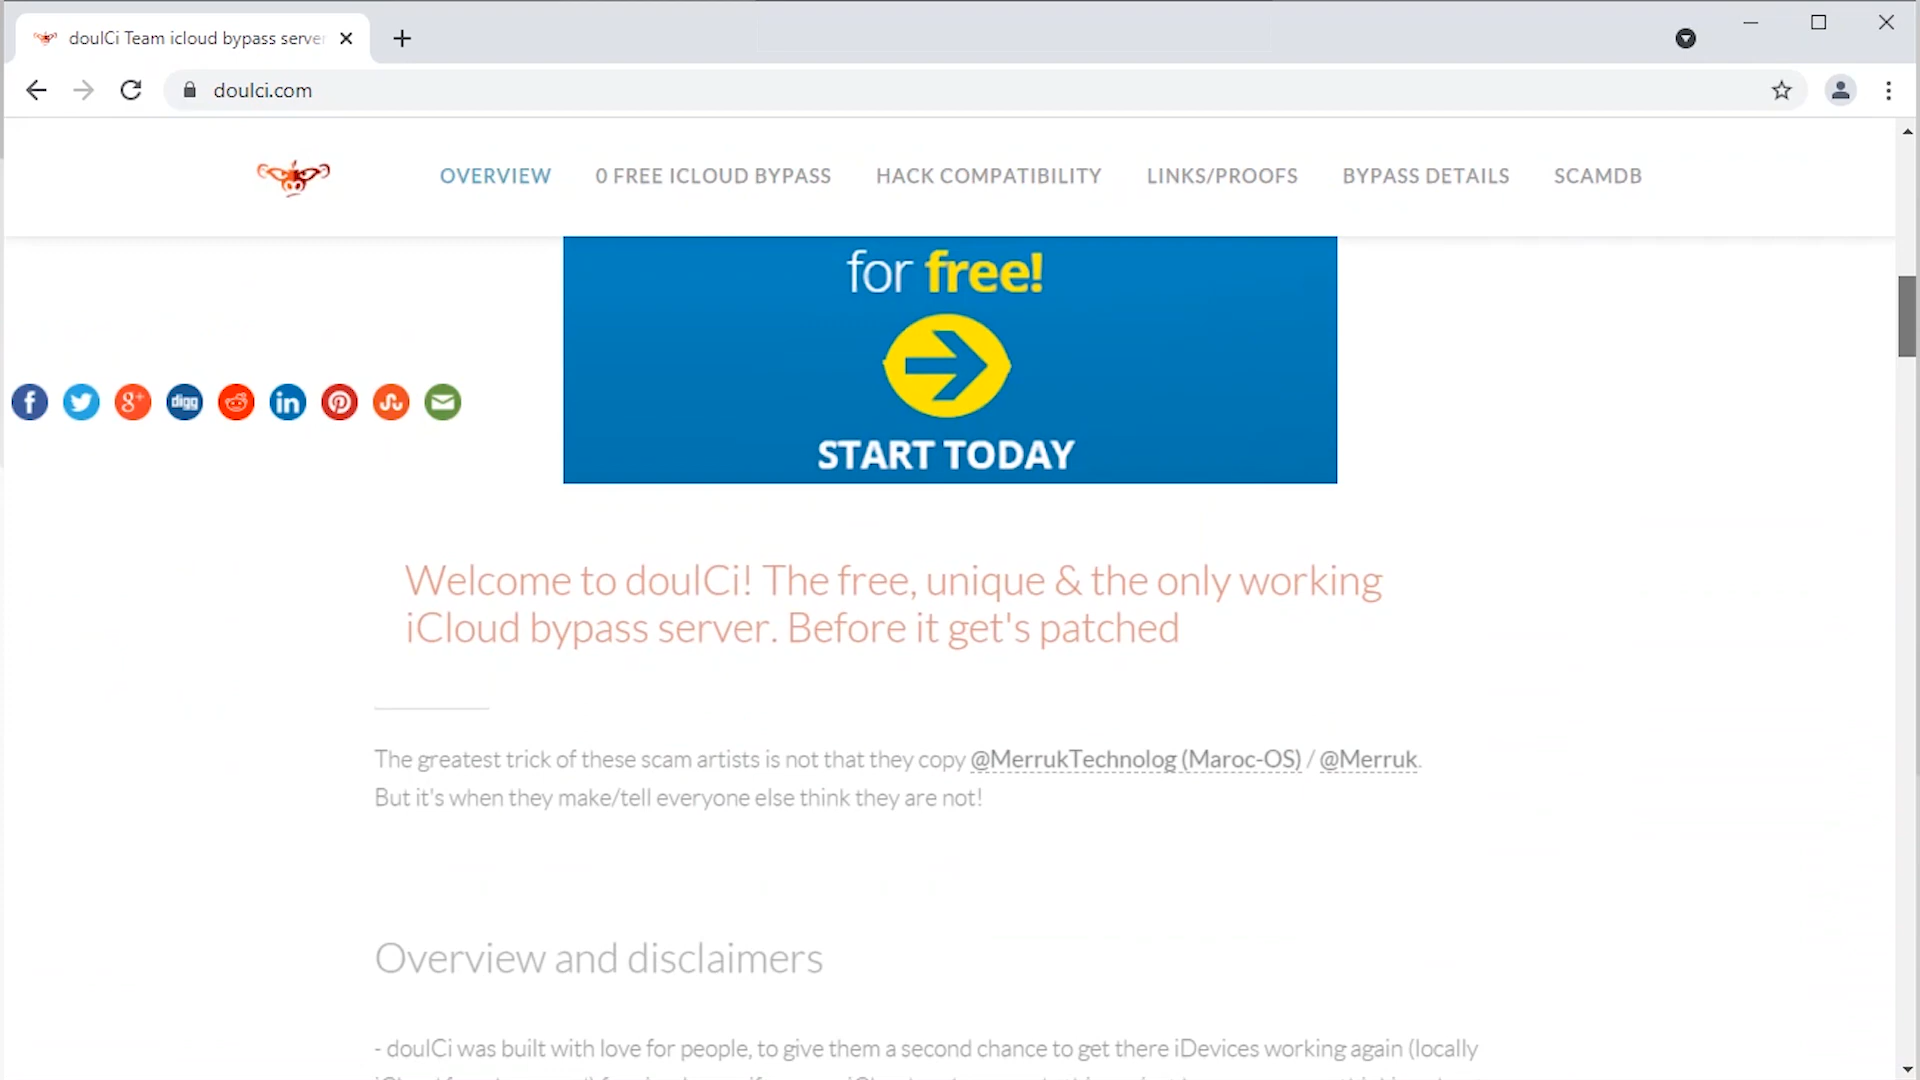 doulCi Team icloud bypass server
doulci.com
OVERVIEW 0 FREE ICLOUD BYPASS HACK COMPATIBILITY LINKS/PROOFS BYPASS DETAILS SCAMDB
for free!
START TODAY
digg
Welcome to doulCi! The free, unique & the only working
iCloud bypass server. Before it get's patched
The greatest trick of these scam artists is not that they copy @MerrukTechnolog (Maroc-OS) / @Merruk.
But it's when they make/tell everyone else think they are not!
Overview and disclaimers
- doulCi was built with love for people, to give them a second chance to get there iDevices working again (locally